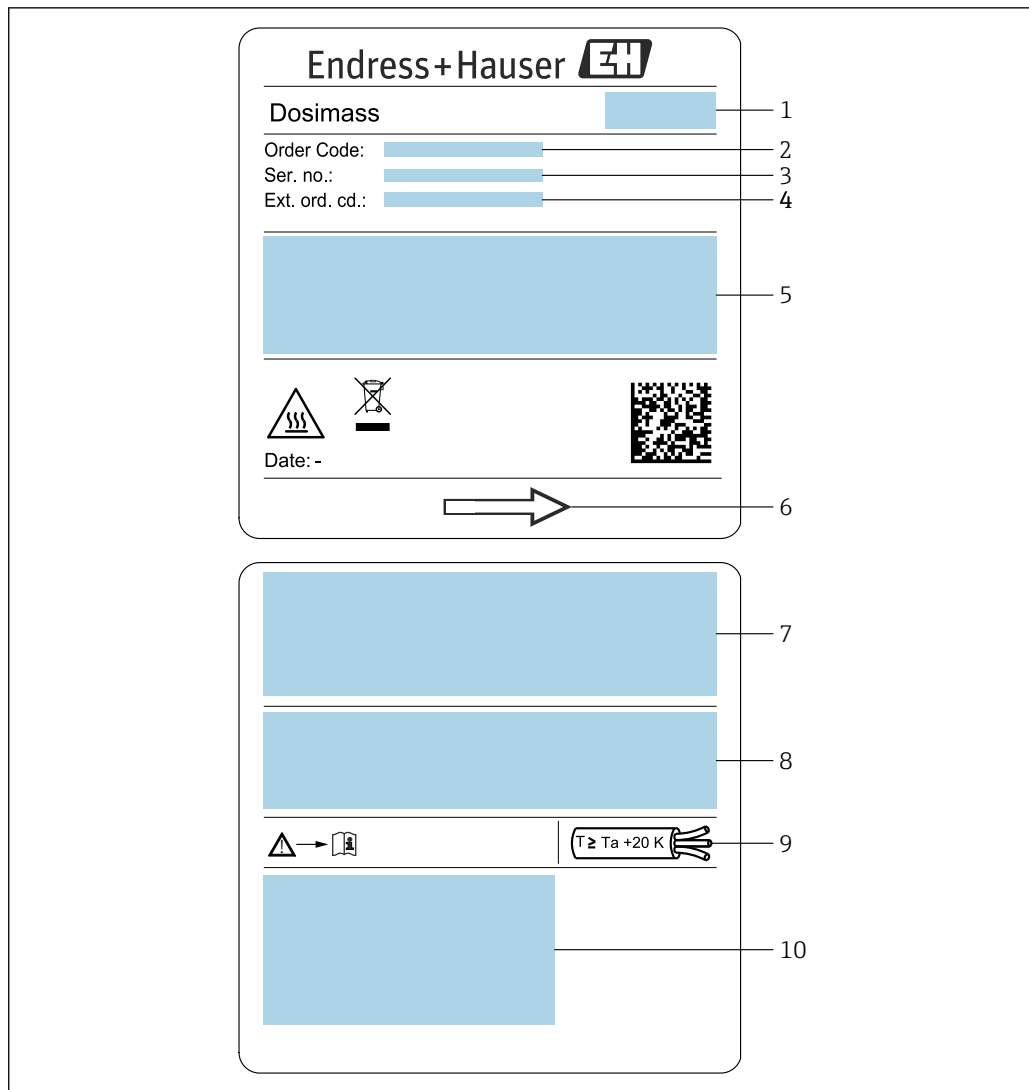 Endress+Hauser EH
Dosimass
1
Order Code:
2
Ser. no.:
3
Ext. ord. cd.:
4
5
Date: -
6
7
8
i
T ≥ Ta +20 K
9
10